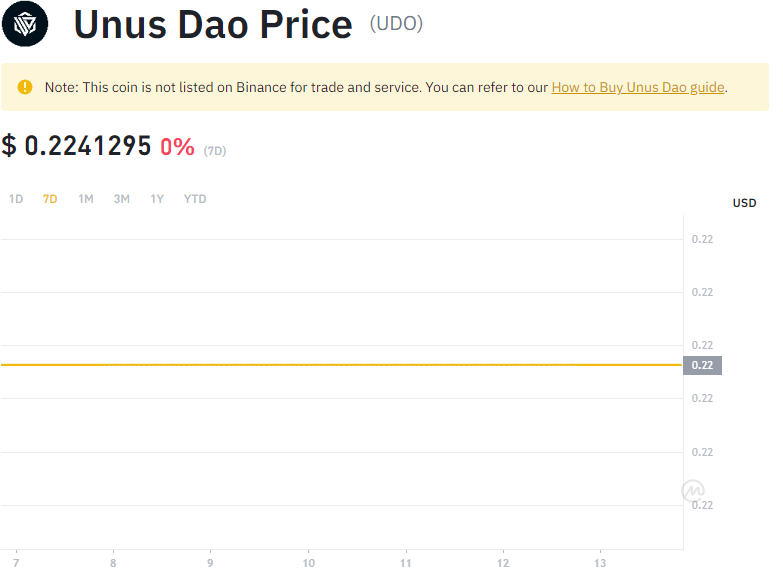 Unus Dao Price (UDO)
Note: This coin is not listed on Binance for trade and service. You can refer to our How to Buy Unus Dao guide.
$ 0.2241295 0% (7D)
1D 7D 1M 3M 1Y YTD
USD
0.22
0.22
0.22
0.22
0.22
0.22
0.22
7 8 9 10 11 12 13